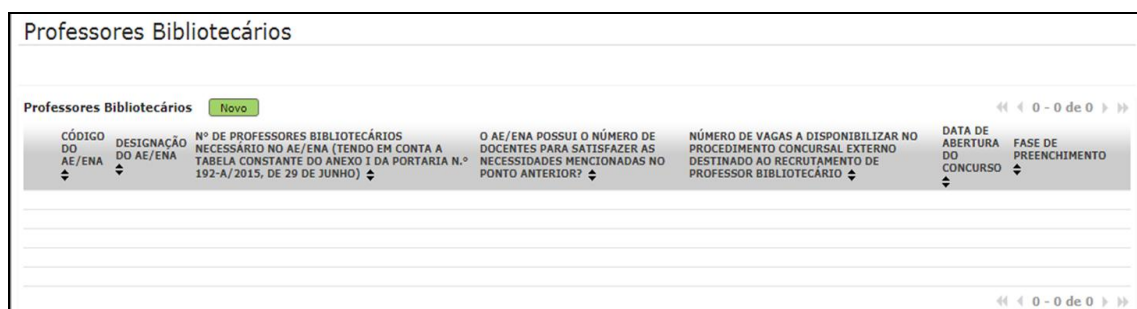 Professores Bibliotecários
Professores Bibliotecários Novo 0 - 0 de 0
CÓDIGO DO AE/ENA
DESIGNAÇÃO DO AE/ENA
Nº DE PROFESSORES BIBLIOTECÁRIOS
NECESSÁRIO NO AE/ENA (TENDO EM CONTA A
TABELA CONSTANTE DO ANEXO I DA PORTARIA N.º
192-A/2015, DE 29 DE JUNHO)
O AE/ENA POSSUI O NÚMERO DE
DOCENTES PARA SATISFAZER AS
NECESSIDADES MENCIONADAS NO
PONTO ANTERIOR?
NÚMERO DE VAGAS A DISPONIBILIZAR NO
PROCEDIMENTO CONCURSAL EXTERNO
DESTINADO AO RECRUTAMENTO DE
PROFESSOR BIBLIOTECÁRIO
DATA DE
ABERTURA
DO
CONCURSO
FASE DE
PREENCHIMENTO
0 - 0 de 0